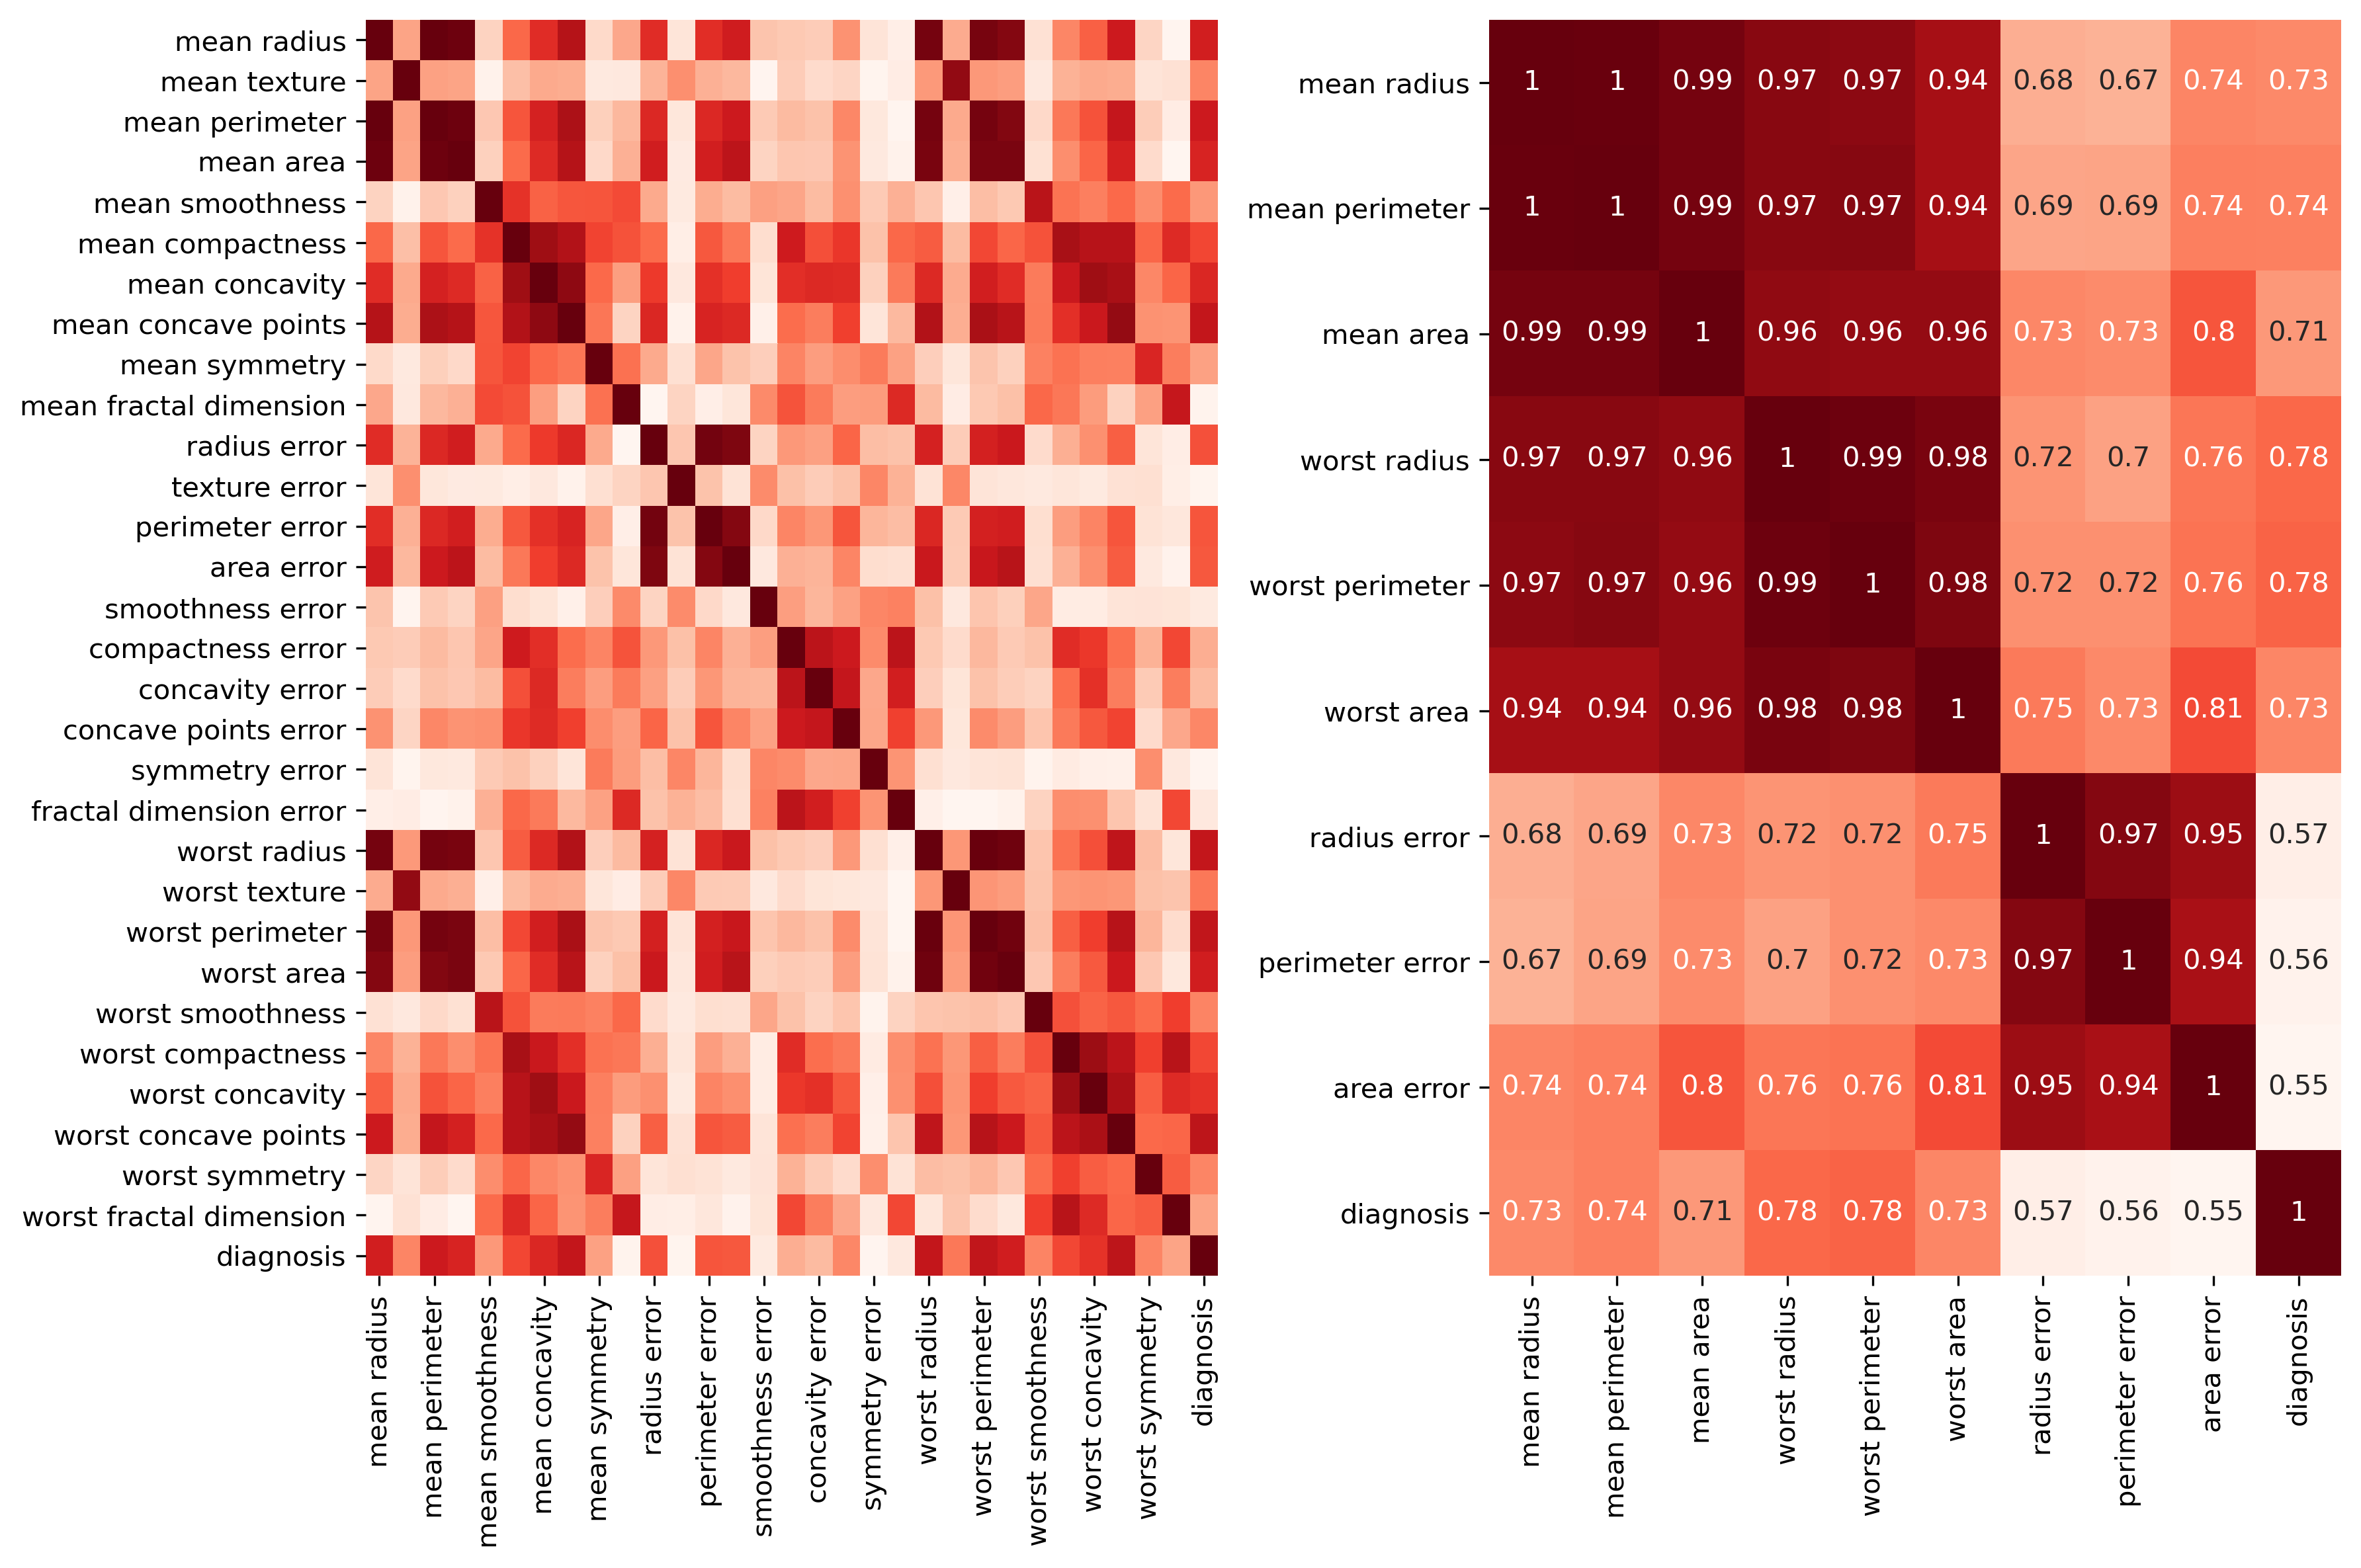 mean radius
mean texture
mean perimeter
mean area
mean smoothness
mean compactness
mean concavity
mean concave points
mean symmetry
mean fractal dimension
radius error
texture error
perimeter error
area error
smoothness error
compactness error
concavity error
concave points error
symmetry error
fractal dimension error
worst radius
worst texture
worst perimeter
worst area
worst smoothness
worst compactness
worst concavity
worst concave points
worst symmetry
worst fractal dimension
diagnosis
mean radius
mean perimeter
mean smoothness
mean concavity
mean symmetry
radius error
perimeter error
smoothness error
concavity error
symmetry error
worst radius
worst perimeter
worst smoothness
worst concavity
worst symmetry
diagnosis
mean radius 1 1 0.99 0.97 0.97 0.94 0.68 0.67 0.74 0.73
mean perimeter 1 1 0.99 0.97 0.97 0.94 0.69 0.69 0.74 0.74
mean area 0.99 0.99 1 0.96 0.96 0.96 0.73 0.73 0.8 0.71
worst radius 0.97 0.97 0.96 1 0.99 0.98 0.72 0.7 0.76 0.78
worst perimeter 0.97 0.97 0.96 0.99 1 0.98 0.72 0.72 0.76 0.78
worst area 0.94 0.94 0.96 0.98 0.98 1 0.75 0.73 0.81 0.73
radius error 0.68 0.69 0.73 0.72 0.72 0.75 1 0.97 0.95 0.57
perimeter error 0.67 0.69 0.73 0.7 0.72 0.73 0.97 1 0.94 0.56
area error 0.74 0.74 0.8 0.76 0.76 0.81 0.95 0.94 1 0.55
diagnosis 0.73 0.74 0.71 0.78 0.78 0.73 0.57 0.56 0.55 1
mean radius
mean perimeter
mean area
worst radius
worst perimeter
worst area
radius error
perimeter error
area error
diagnosis